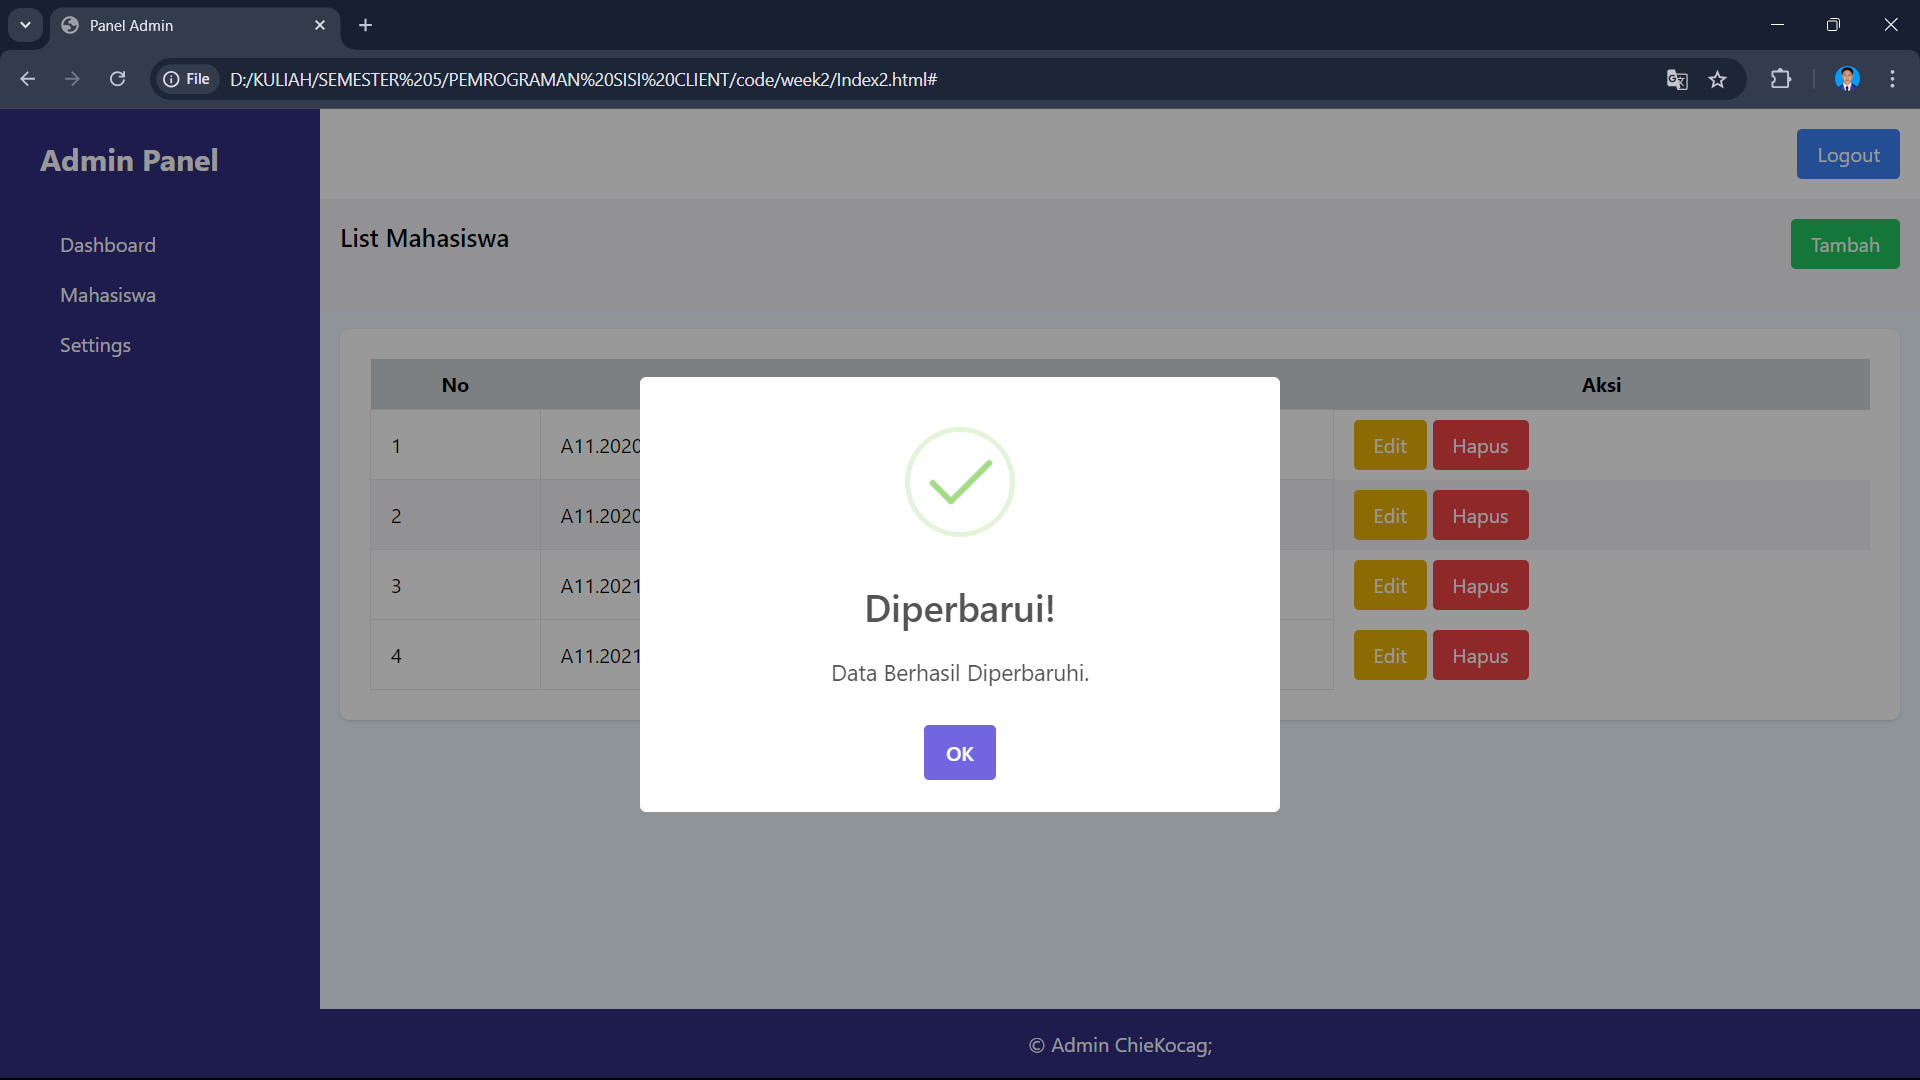 Panel Admin
File D:/KULIAH/SEMESTER%205/PEMROGRAMAN%20SISI%20CLIENT/code/week2/Index2.html#
Admin Panel
Logout
Dashboard
Mahasiswa
Settings
List Mahasiswa
Tambah
No Aksi
1 A11.2020 Edit Hapus
2 A11.2020 Edit Hapus
3 A11.2021 Edit Hapus
4 A11.2021 Edit Hapus
Diperbarui!
Data Berhasil Diperbaruhi.
OK
© Admin ChieKocag;